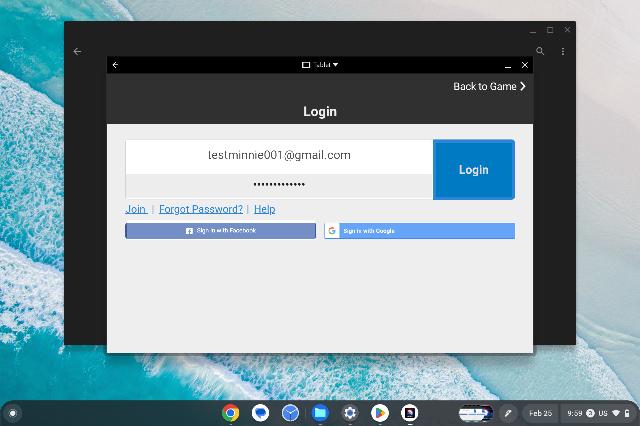 Tablet
Back to Game
Login
testminnie001@gmail.com
•••••••••••••
Login
Join | Forgot Password? | Help
Sign in with Facebook
Sign in with Google
Feb 25
9:59
US